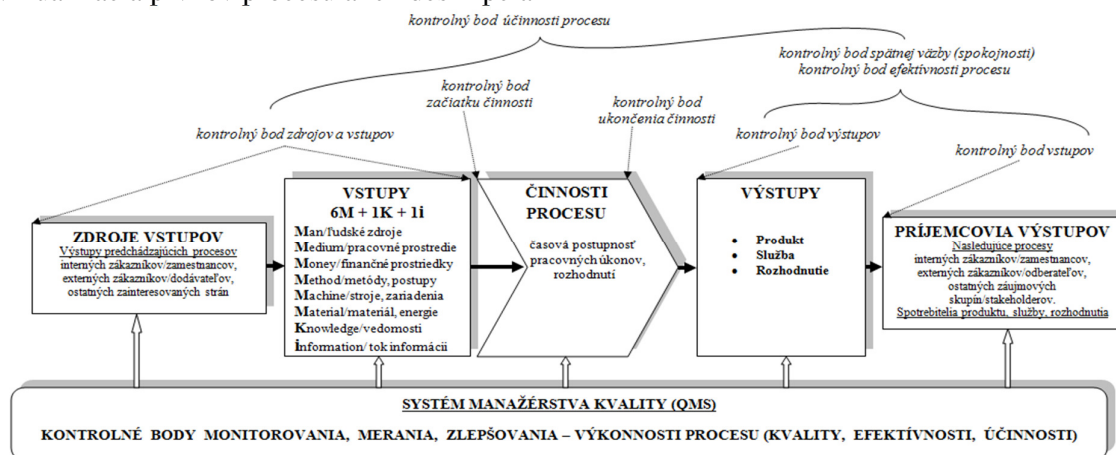 kontrolný bod účinnosti procesu
kontrolný bod spätnej väzby (spokojnosti)
kontrolný bod efektívnosti procesu
kontrolný bod
začiatku činnosti
kontrolný bod
ukončenia činnosti
kontrolný bod zdrojov a vstupov
kontrolný bod výstupov
kontrolný bod vstupov
ZDROJE VSTUPOV
Výstupy predchádzajúcich procesov
interných zákazníkov/zamestnancov,
externých zákazníkov/dodávateľov,
ostatných zainteresovaných strán
VSTUPY
6M + 1K + 1i
Man/ľudské zdroje
Medium/pracovné prostredie
Money/finančné prostriedky
Method/metódy, postupy
Machine/stroje, zariadenia
Material/materiál, energie
Knowledge/vedomosti
Information/ tok informácii
ČINNOSTI
PROCESU
časová postupnosť
pracovných úkonov,
rozhodnutí
VÝSTUPY
• Produkt
• Služba
• Rozhodnutie
PRÍJEMCOVIA VÝSTUPOV
Nasledujúce procesy
interných zákazníkov/zamestnancov,
externých zákazníkov/odberateľov,
ostatných záujmových
skupín/stakeholderov.
Spotrebitelia produktu, služby, rozhodnutia
SYSTÉM MANAŽÉRSTVA KVALITY (QMS)
KONTROLNÉ BODY MONITOROVANIA, MERANIA, ZLEPŠOVANIA – VÝKONNOSTI PROCESU (KVALITY, EFEKTÍVNOSTI, ÚČINNOSTI)